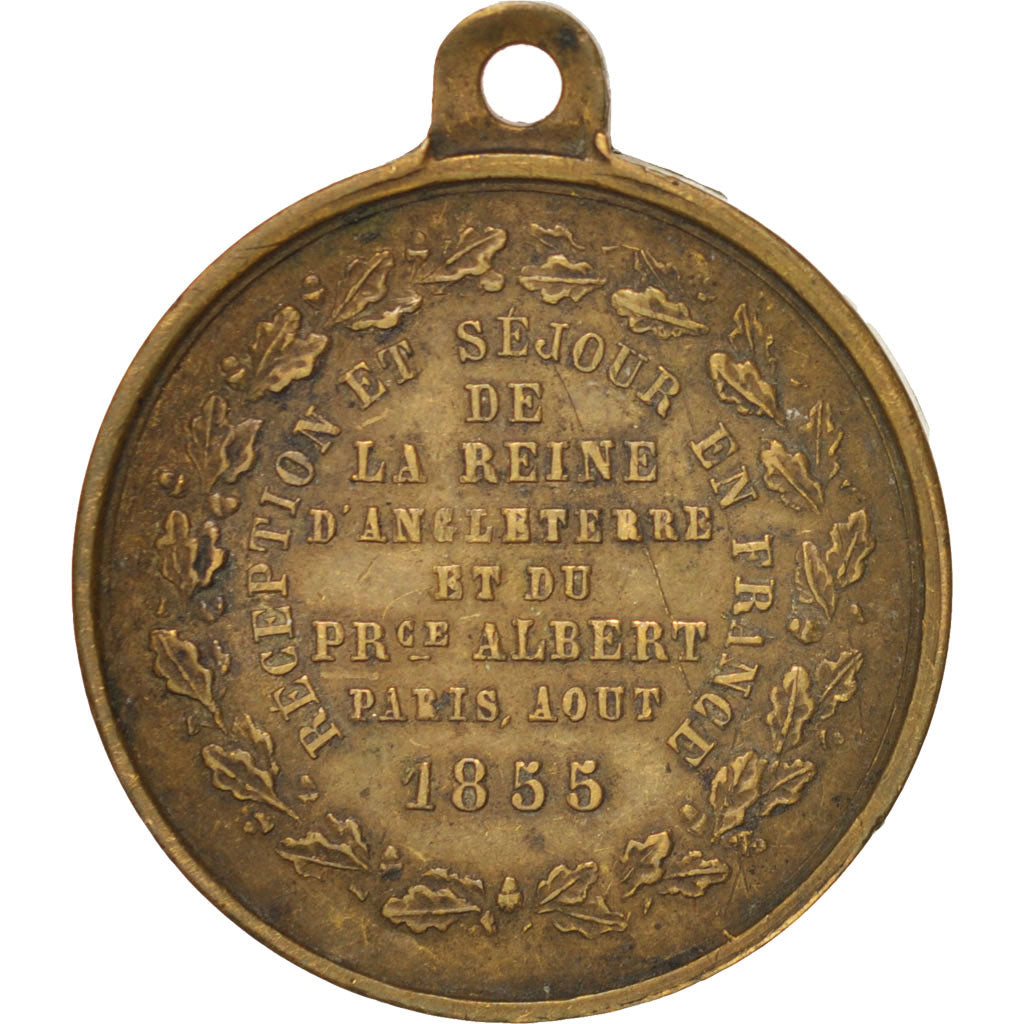 RÉCEPTION ET SÉJOUR EN FRANCE
DE
LA REINE
D'ANGLETERRE
ET DU
PRCE ALBERT
PARIS, AOUT
1855